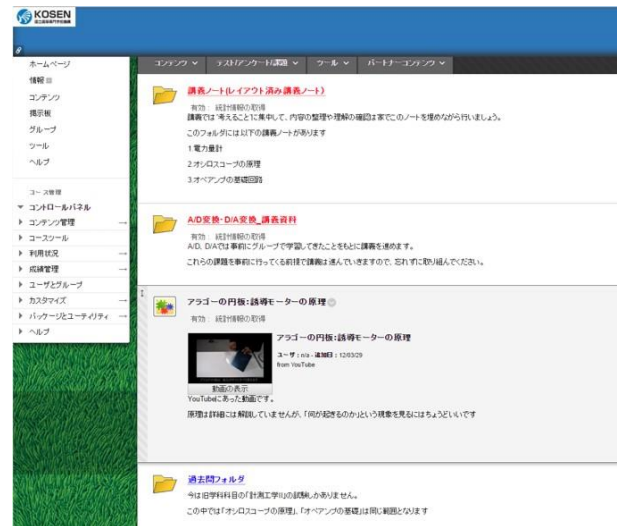 KOSEN
国立高等専門学校機構
ホームページ
情報
コンテンツ
掲示板
グループ
ツール
ヘルプ
コース管理
コントロールパネル
コンテンツ管理
コースツール
利用状況
成績管理
ユーザとグループ
カスタマイズ
パッケージとユーティリティ
ヘルプ
コンテンツ テスト/アンケート/課題 ツール パートナーコンテンツ
講義ノート(レイアウト済み講義ノート)
有効: 統計情報の取得
講義では「考えることに集中して、内容の整理や理解の確認は家でこのノートを埋めながら行いましょう。
このフォルダには以下の講義ノートがあります
1.電力量計
2.オシロスコープの原理
3.オペアンプの基礎回路
A/D変換・D/A変換_講義資料
有効: 統計情報の取得
A/D, D/Aでは事前にグループで学習してきたことをもとに講義を進めます。
これらの課題を事前に行ってくる前提で講義は進んでいきますので、忘れずに取り組んでください。
アラゴーの円板:誘導モーターの原理
有効: 統計情報の取得
アラゴーの円板:誘導モーターの原理
ユーザ: n/a - 追加日: 12/03/29
from YouTube
動画の表示
YouTubeにあった動画です。
原理は詳細には解説していませんが、「何が起きるのか」という現象を見るにはちょうどいいです
過去問フォルダ
今は旧学科科目の「計測工学II」の試験しかありません。
この中では「オシロスコープの原理」、「オペアンプの基礎」は同じ範囲となります